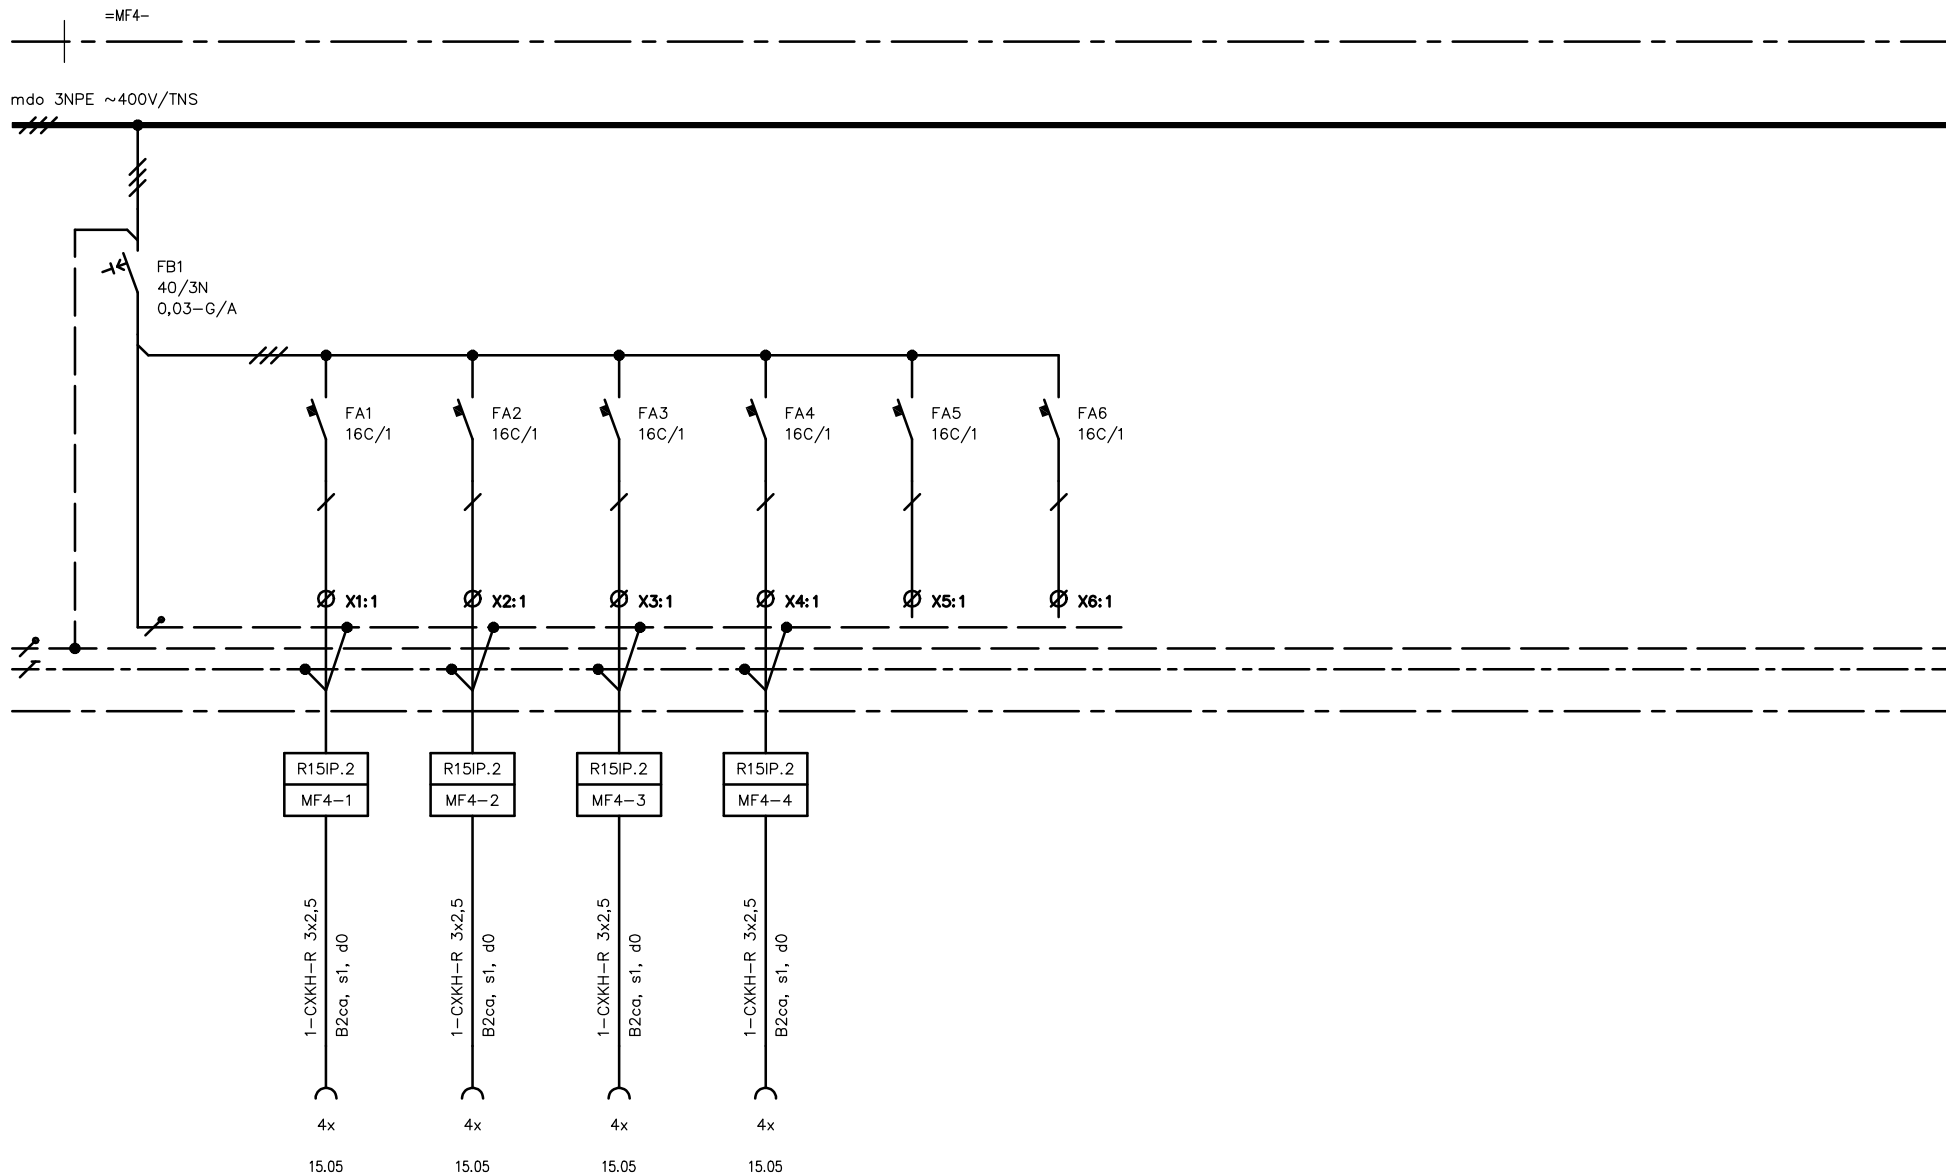 =MF4-
mdo 3NPE ~400V/TNS
FB1
40/3N
0,03-G/A
FA1
16C/1
FA2
16C/1
FA3
16C/1
FA4
16C/1
FA5
16C/1
FA6
16C/1
X1:1
X2:1
X3:1
X4:1
X5:1
X6:1
R15IP.2
MF4-1
R15IP.2
MF4-2
R15IP.2
MF4-3
R15IP.2
MF4-4
1-CXKH-R 3x2,5
B2ca, s1, d0
1-CXKH-R 3x2,5
B2ca, s1, d0
1-CXKH-R 3x2,5
B2ca, s1, d0
1-CXKH-R 3x2,5
B2ca, s1, d0
4x
4x
4x
4x
15.05
15.05
15.05
15.05